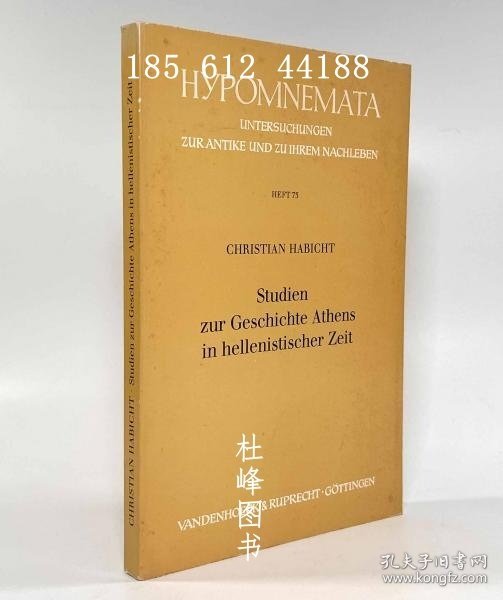 185 612 44188
HYPOMNEMATA
UNTERSUCHUNGEN
ZUR ANTIKE UND ZU IHREM NACHLEBEN
HEFT 73
CHRISTIAN HABICHT
Studien
zur Geschichte Athens
in hellenistischer Zeit
杜峰图书
VANDENHOECK & RUPRECHT · GÖTTINGEN
CHRISTIAN HABICHT · Studien zur Geschichte Athens in hellenistischer Zeit
孔夫子旧书网
www.kongfz.com